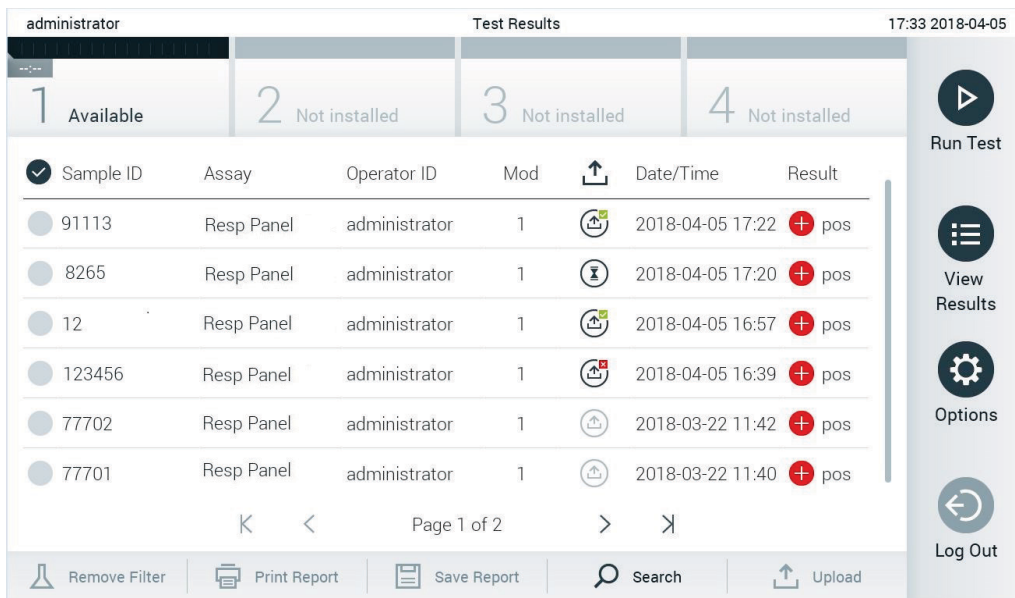 administrator Test Results 17:33 2018-04-05
--:--
1 Available 2 Not installed 3 Not installed 4 Not installed
Run Test
Sample ID Assay Operator ID Mod Date/Time Result
91113 Resp Panel administrator 1 2018-04-05 17:22 pos
8265 Resp Panel administrator 1 2018-04-05 17:20 pos
View
Results
12 Resp Panel administrator 1 2018-04-05 16:57 pos
123456 Resp Panel administrator 1 2018-04-05 16:39 pos
Options
77702 Resp Panel administrator 1 2018-03-22 11:42 pos
77701 Resp Panel administrator 1 2018-03-22 11:40 pos
Page 1 of 2
Log Out
Remove Filter Print Report Save Report Search Upload